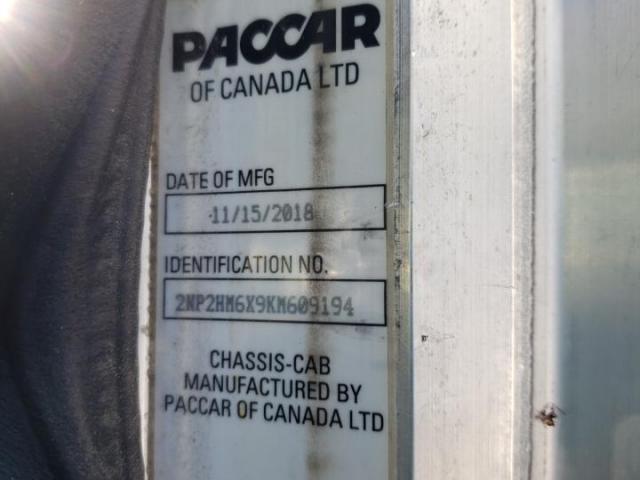 PACCAR
OF CANADA LTD
DATE OF MFG
11/15/2018
IDENTIFICATION NO.
2NP2HM6X9KM609194
CHASSIS-CAB
MANUFACTURED BY
PACCAR OF CANADA LTD